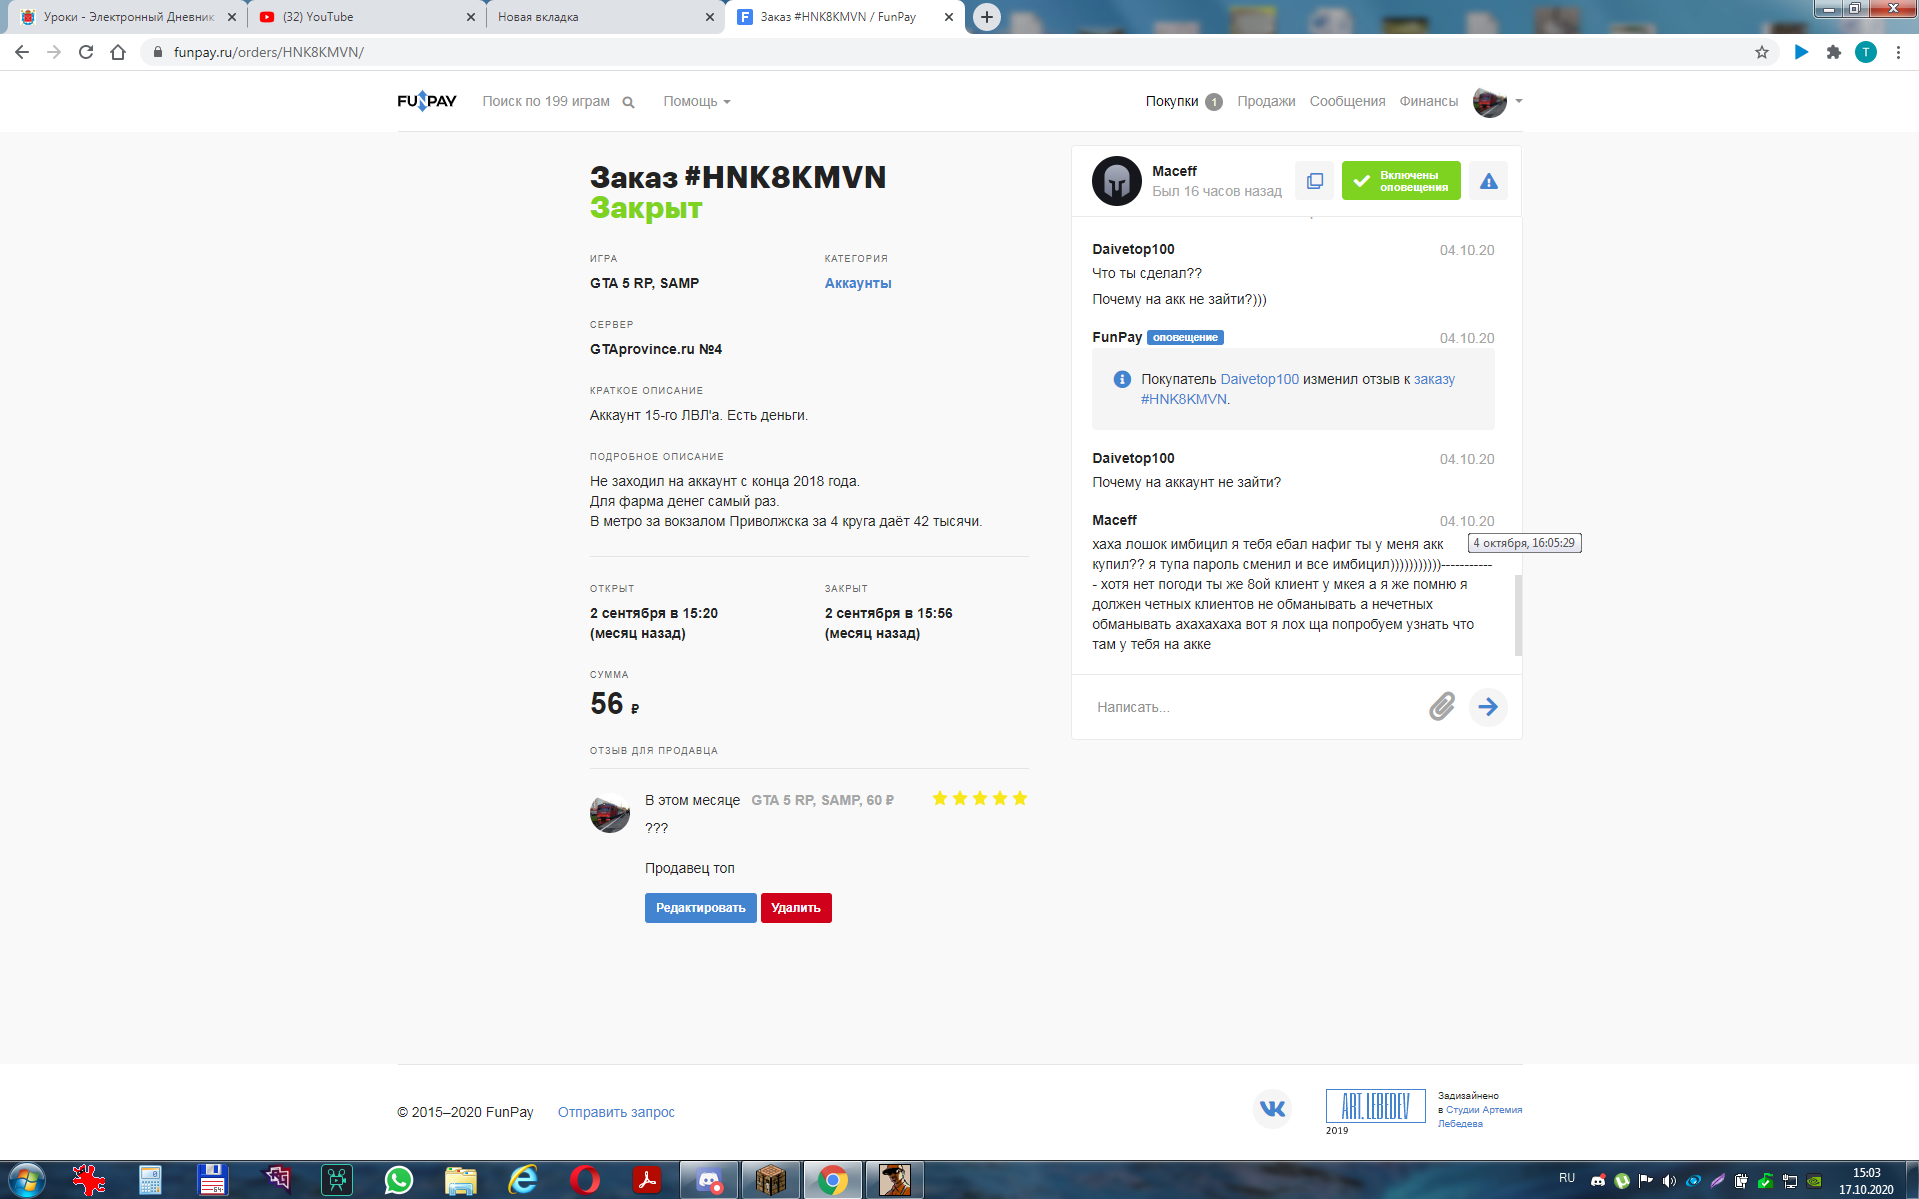 Уроки - Электронный Дневник
(32) YouTube
Новая вкладка
Заказ #HNK8KMVN / FunPay
funpay.ru/orders/HNK8KMVN/
T
FUNPAY
Поиск по 199 играм
Помощь
Покупки 1
Продажи
Сообщения
Финансы
Заказ #HNK8KMVN
Закрыт
ИГРА
GTA 5 RP, SAMP
КАТЕГОРИЯ
Аккаунты
СЕРВЕР
GTAprovince.ru №4
КРАТКОЕ ОПИСАНИЕ
Аккаунт 15-го ЛВЛ'а. Есть деньги.
ПОДРОБНОЕ ОПИСАНИЕ
Не заходил на аккаунт с конца 2018 года.
Для фарма денег самый раз.
В метро за вокзалом Приволжска за 4 круга даёт 42 тысячи.
ОТКРЫТ
2 сентября в 15:20
(месяц назад)
ЗАКРЫТ
2 сентября в 15:56
(месяц назад)
СУММА
56 ₽
ОТЗЫВ ДЛЯ ПРОДАВЦА
В этом месяце GTA 5 RP, SAMP, 60 ₽
???
Продавец топ
Редактировать
Удалить
Maceff
Был 16 часов назад
Включены
оповещения
Daivetop100 04.10.20
Что ты сделал??
Почему на акк не зайти?)))
FunPay оповещение 04.10.20
Покупатель Daivetop100 изменил отзыв к заказу
#HNK8KMVN.
Daivetop100 04.10.20
Почему на аккаунт не зайти?
Maceff 04.10.20
4 октября, 16:05:29
хаха лошок имбицил я тебя ебал нафиг ты у меня акк
купил?? я тупа пароль сменил и все имбицил)))))))))))------------
- хотя нет погоди ты же 8ой клиент у мкея а я же помню я
должен четных клиентов не обманывать а нечетных
обманывать ахахахаха вот я лох ща попробуем узнать что
там у тебя на акке
Написать...
© 2015–2020 FunPay
Отправить запрос
ART. LEBEDEV
2019
Задизайнено
в Студии Артемия
Лебедева
RU
15:03
17.10.2020